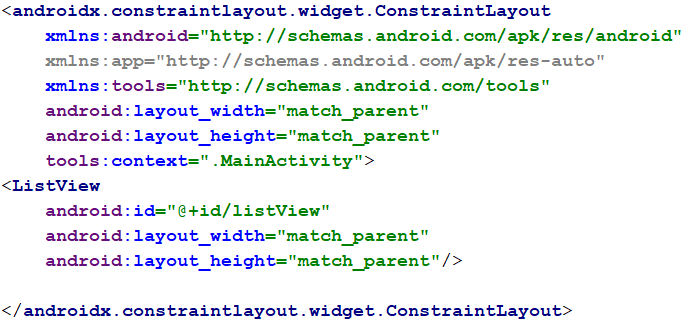 <androidx.constraintlayout.widget.ConstraintLayout
xmlns:android="http://schemas.android.com/apk/res/android"
xmlns:app="http://schemas.android.com/apk/res-auto"
xmlns:tools="http://schemas.android.com/tools"
android:layout_width="match_parent"
android:layout_height="match_parent"
tools:context=".MainActivity">
<ListView
android:id="@+id/listView"
android:layout_width="match_parent"
android:layout_height="match_parent"/>
</androidx.constraintlayout.widget.ConstraintLayout>